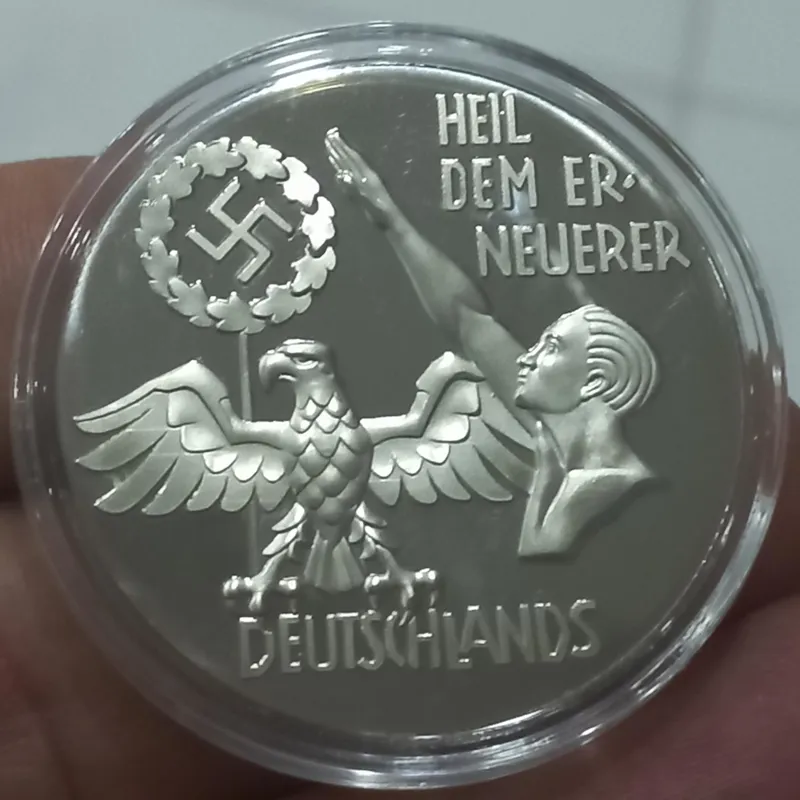 HEIL
DEM ER-
NEUERER
DEUTSCHLANDS